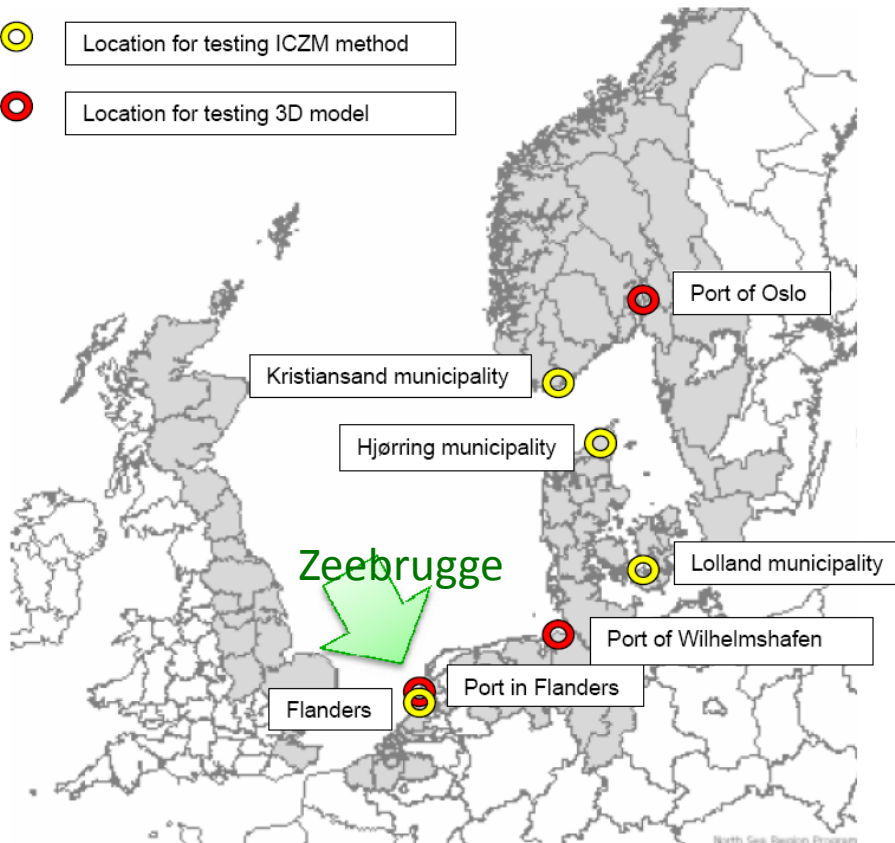 Location for testing ICZM method
Location for testing 3D model
Port of Oslo
Kristiansand municipality
Hjørring municipality
Zeebrugge
Lolland municipality
Port of Wilhelmshafen
Port in Flanders
Flanders
North Sea Region Program